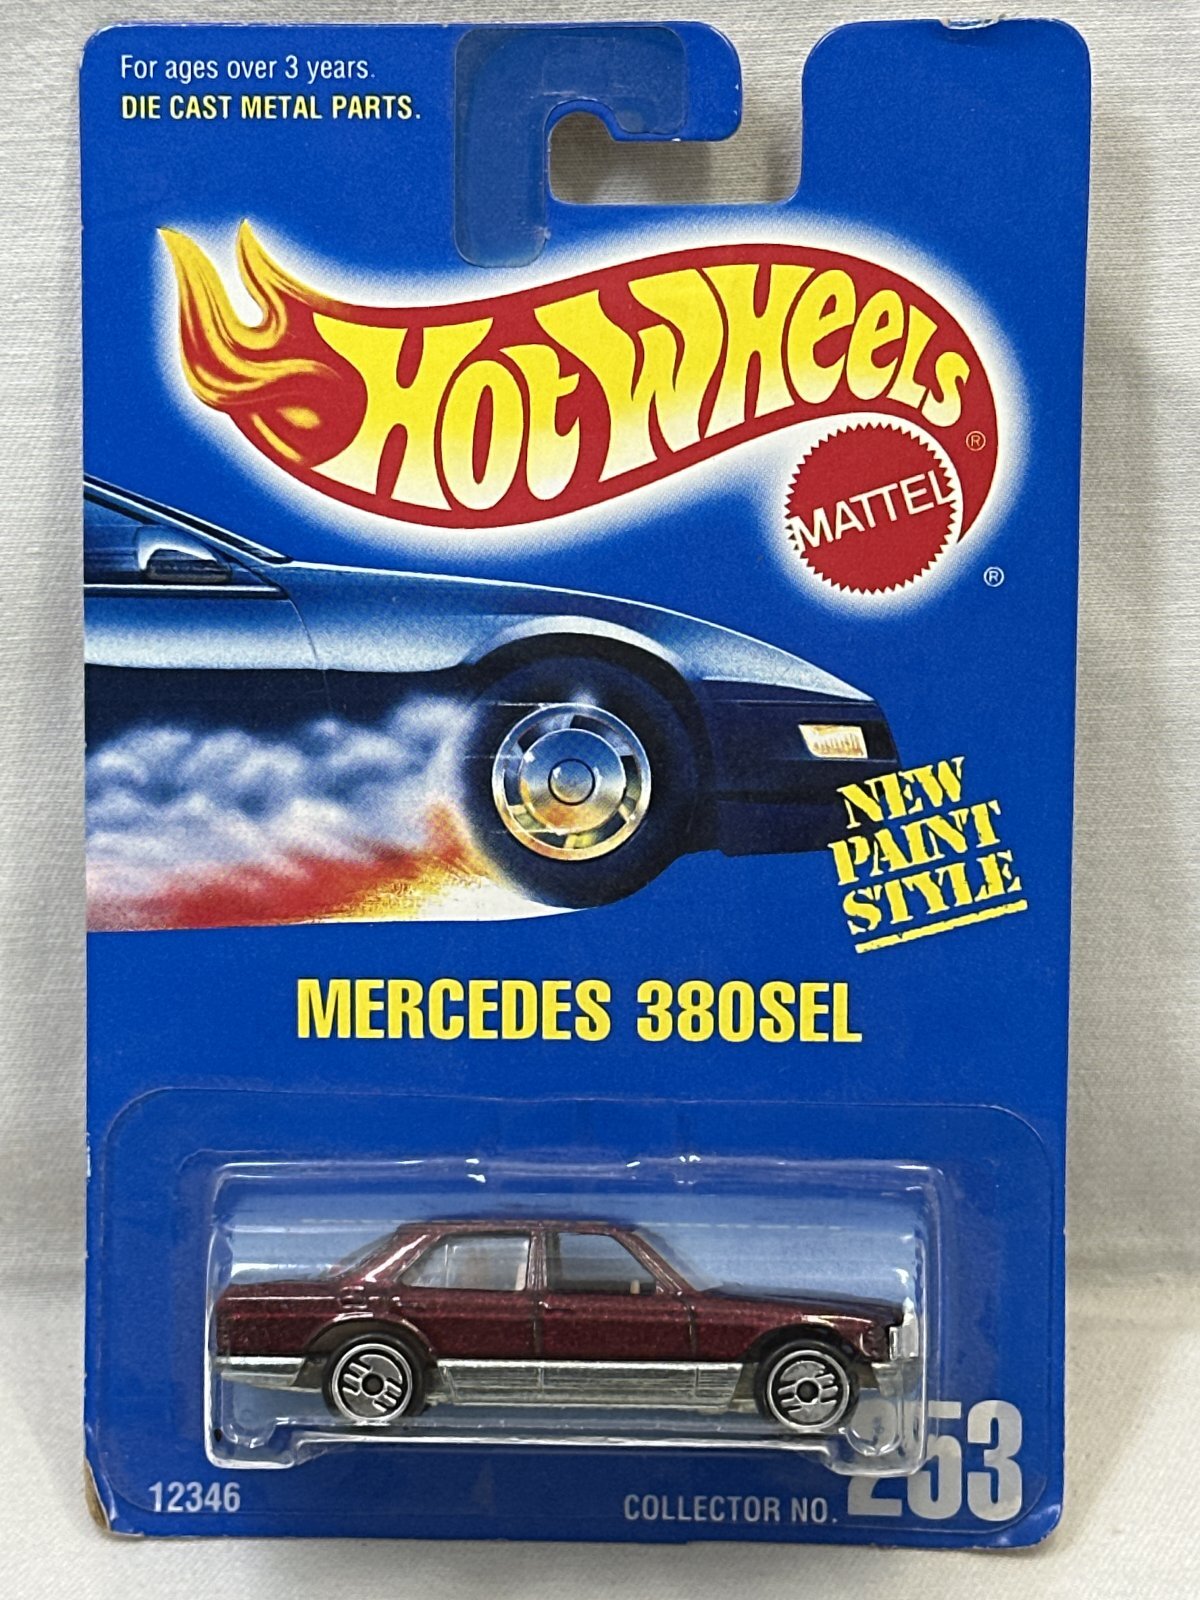 For ages over 3 years.
DIE CAST METAL PARTS.
Hot Wheels ®
MATTEL
®
NEW
PAINT
STYLE
MERCEDES 380SEL
12346
COLLECTOR NO. 253